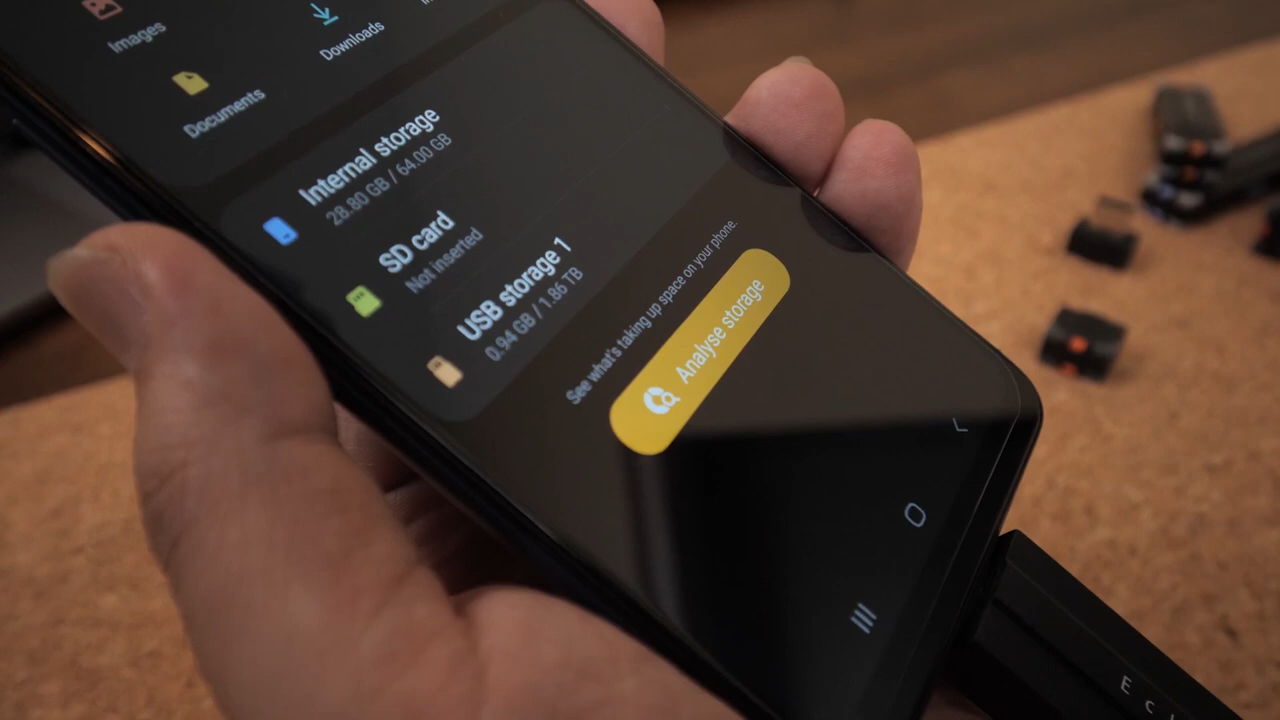 Images
Downloads
Documents
Internal storage
28.80 GB / 64.00 GB
SD card
Not inserted
USB storage 1
0.94 GB / 1.86 TB
See what's taking up space on your phone.
Analyse storage